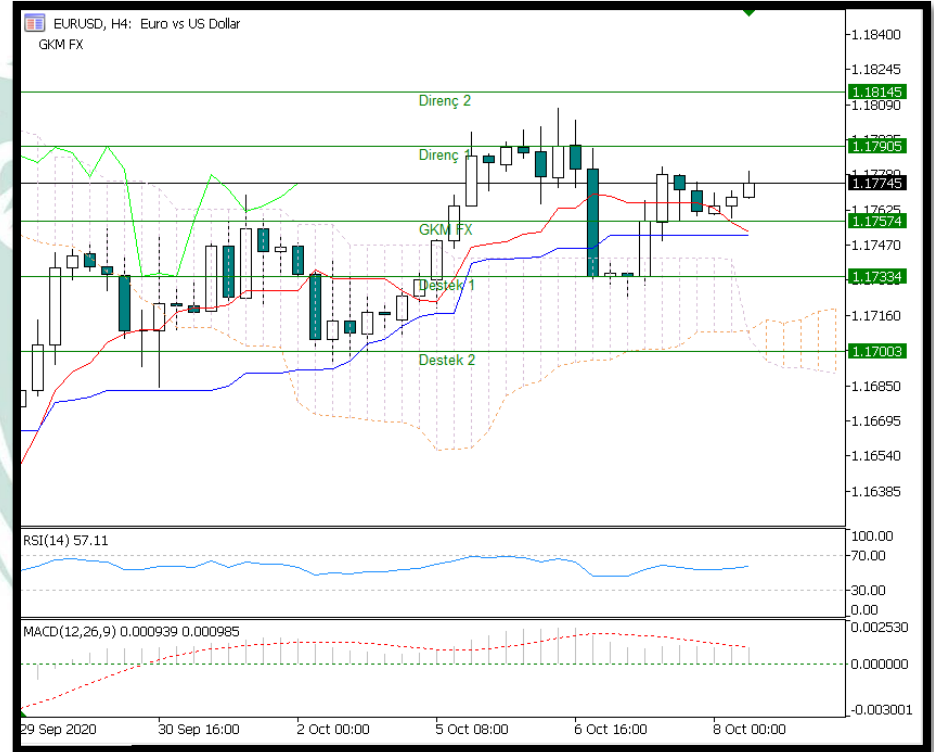 EURUSD, H4: Euro vs US Dollar
GKM FX
1.18400
1.18245
Direnç 2
1.18145
1.18090
Direnç 1
1.17905
1.17745
1.17625
GKM FX
1.17574
1.17470
Destek 1
1.17334
1.17160
Destek 2
1.17003
1.16850
1.16695
1.16540
1.16385
RSI(14) 57.11
100.00
70.00
30.00
0.00
MACD(12,26,9) 0.000939 0.000985
0.002530
0.000000
-0.003001
29 Sep 2020 30 Sep 16:00 2 Oct 00:00 5 Oct 08:00 6 Oct 16:00 8 Oct 00:00